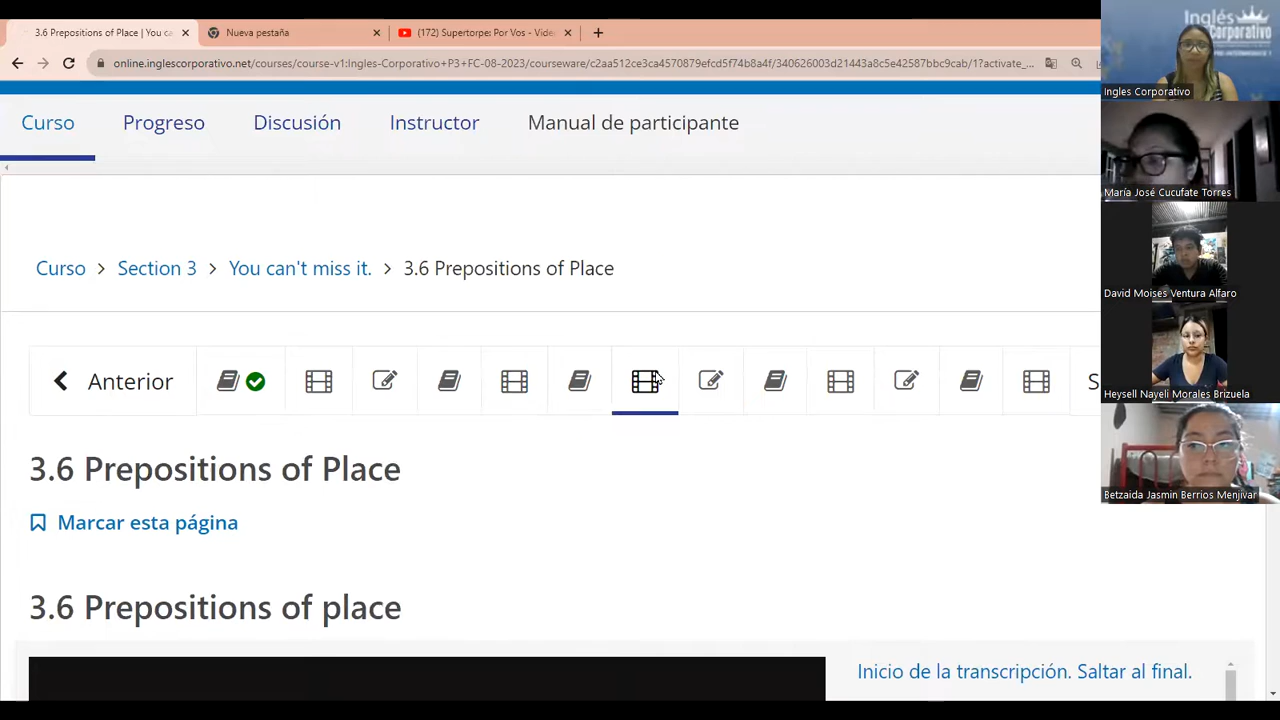 3.6 Prepositions of Place | You ca
Nueva pestaña
(172) Supertorpe: Por Vos - Vide
online.inglescorporativo.net/courses/course-v1:Ingles-Corporativo+P3+FC-08-202
/courseware/c2aa512ce3ca4570879efcd5f74b8a4f/340626003d21443a8c5e42587bbc9cab/1?activate_...
Curso
Progreso
Discusión
Instructor
Manual de participante
Curso > Section 3 > You can't miss it. > 3.6 Prepositions of Place
Anterior
S
3.6 Prepositions of Place
Marcar esta página
3.6 Prepositions of place
Inicio de la transcripción. Saltar al final.
Inglés
Corporativo
Ingles Corporativo
María José Cucufate Torres
David Moises Ventura Alfaro
Heysell Nayeli Morales Brizuela
Betzaida Jasmin Berrios Menjivar